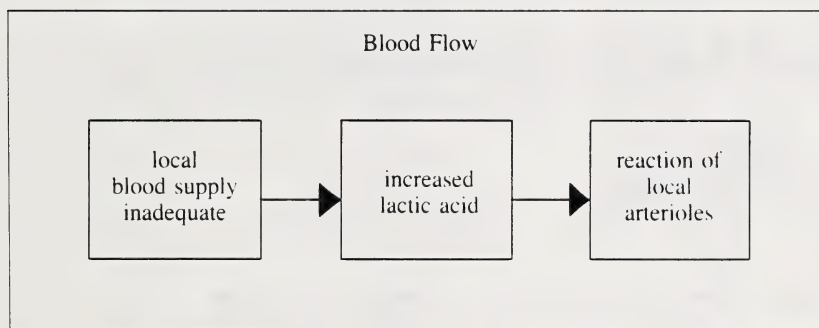 Blood Flow
local
blood supply
inadequate
increased
lactic acid
reaction of
local
arterioles